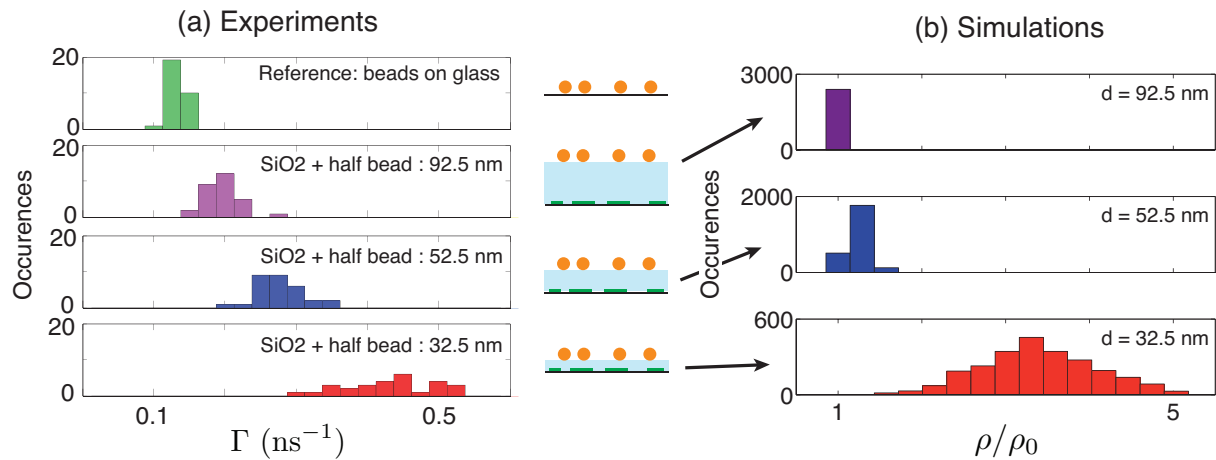 (a) Experiments
20
0
Reference: beads on glass
20
0
SiO2 + half bead : 92.5 nm
20
0
SiO2 + half bead : 52.5 nm
20
0
SiO2 + half bead : 32.5 nm
Occurences
0.1
0.5
Γ (ns⁻¹)
(b) Simulations
3000
0
d = 92.5 nm
2000
0
d = 52.5 nm
600
0
d = 32.5 nm
Occurences
1
5
ρ/ρ₀